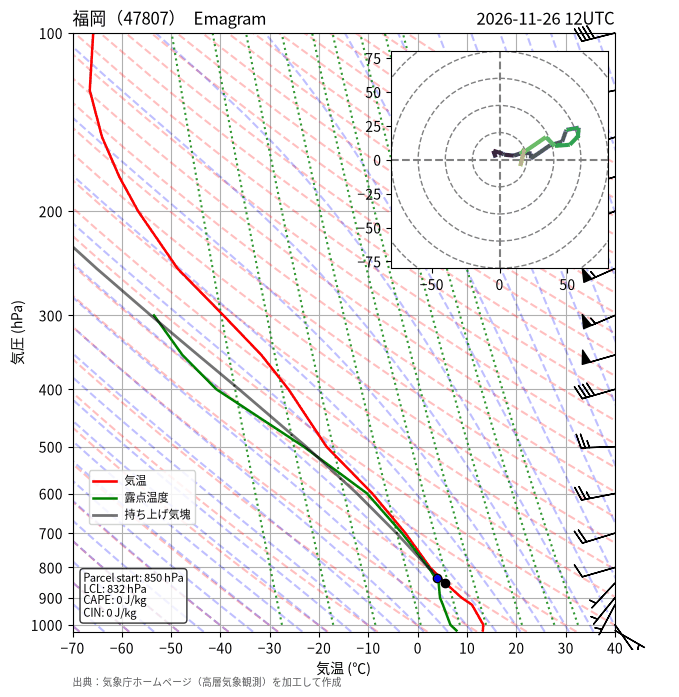 福岡（47807） Emagram
2026-11-26 12UTC
100
200
300
400
500
600
700
800
900
1000
気圧 (hPa)
75
50
25
0
−25
−50
−75
−50
0
50
気温
露点温度
持ち上げ気塊
Parcel start: 850 hPa
LCL: 832 hPa
CAPE: 0 J/kg
CIN: 0 J/kg
−70
−60
−50
−40
−30
−20
−10
0
10
20
30
40
気温 (℃)
出典：気象庁ホームページ（高層気象観測）を加工して作成